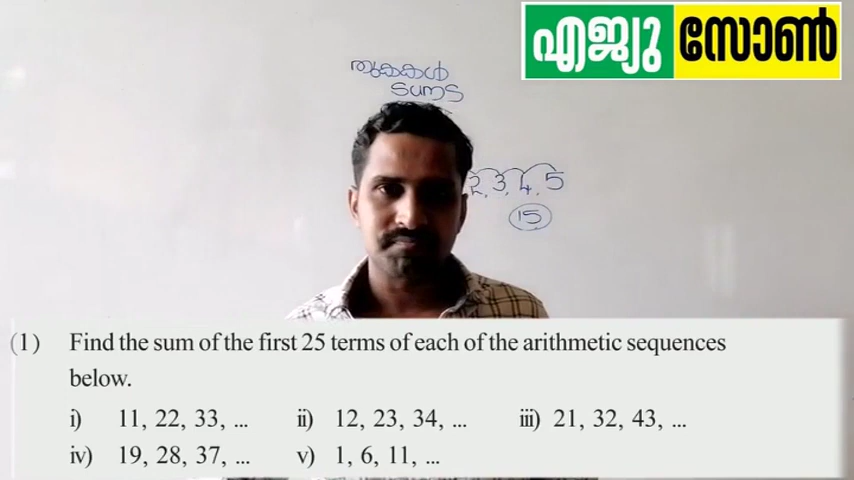 എജ്യു സോൺ
തുകകൾ
sums
2, 3, 4, 5
15
(1) Find the sum of the first 25 terms of each of the arithmetic sequences
below.
i) 11, 22, 33, ... ii) 12, 23, 34, ... iii) 21, 32, 43, ...
iv) 19, 28, 37, ... v) 1, 6, 11, ...